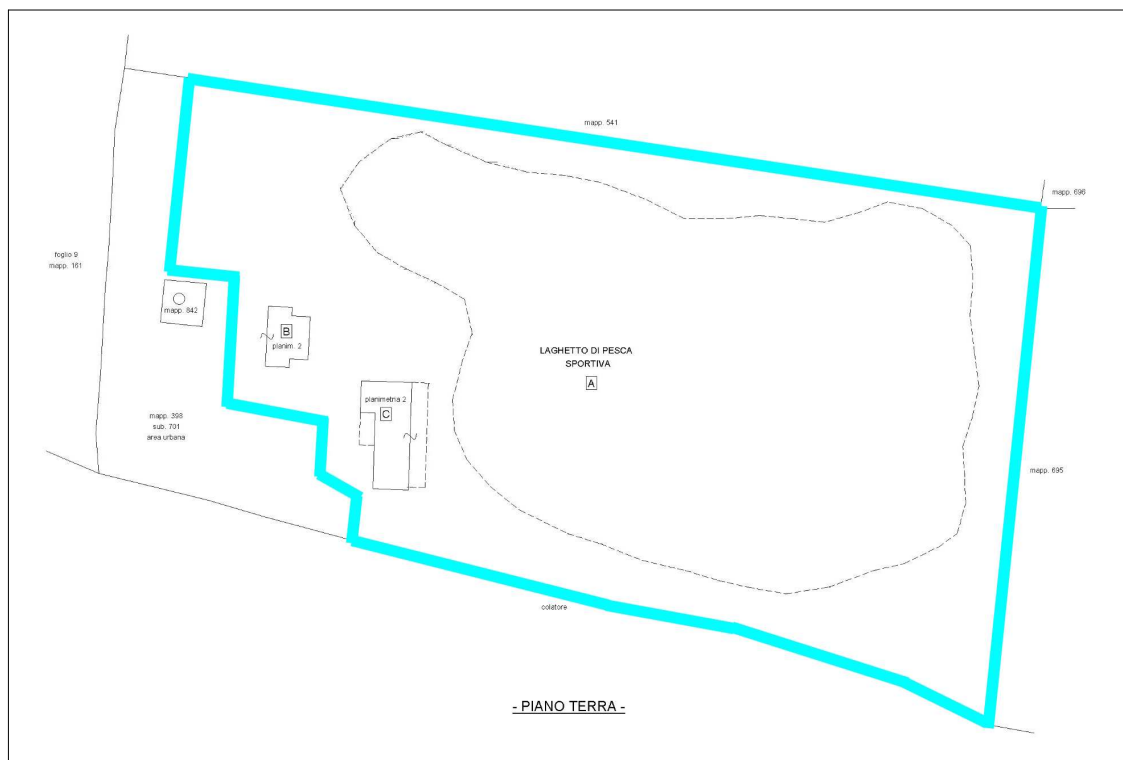 mapp. 541
mapp. 696
foglio 9
mapp. 161
mapp. 842
B
planim. 2
LAGHETTO DI PESCA
SPORTIVA
A
planimetria 2
C
mapp. 398
sub. 701
area urbana
mapp. 695
colatore
- PIANO TERRA -